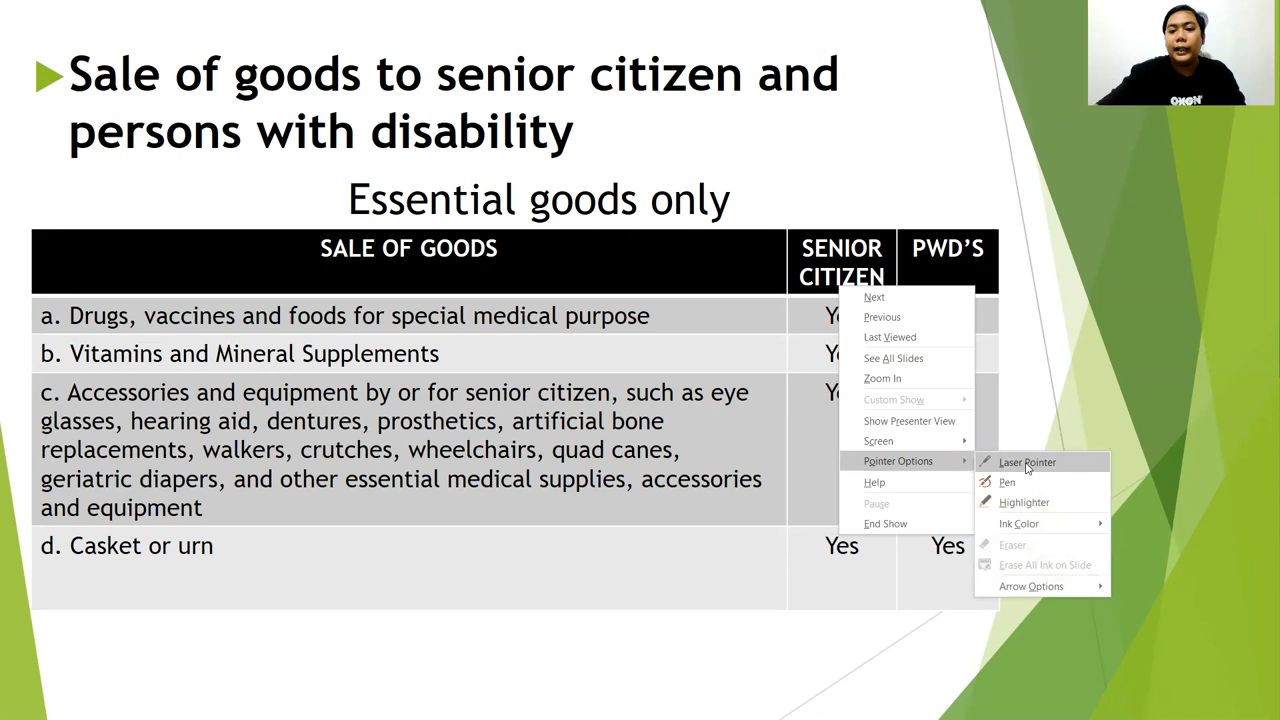 Sale of goods to senior citizen and
persons with disability
Essential goods only
SALE OF GOODS
SENIOR
CITIZEN
PWD’S
a. Drugs, vaccines and foods for special medical purpose
b. Vitamins and Mineral Supplements
c. Accessories and equipment by or for senior citizen, such as eye
glasses, hearing aid, dentures, prosthetics, artificial bone
replacements, walkers, crutches, wheelchairs, quad canes,
geriatric diapers, and other essential medical supplies, accessories
and equipment
d. Casket or urn
Yes
Yes
Next
Previous
Last Viewed
See All Slides
Zoom In
Custom Show
Show Presenter View
Screen
Pointer Options
Help
Pause
End Show
Laser Pointer
Pen
Highlighter
Ink Color
Eraser
Erase All Ink on Slide
Arrow Options